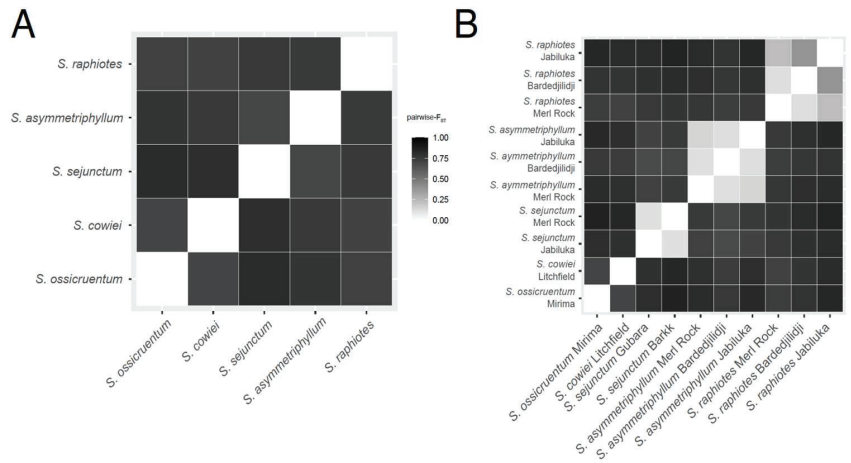 A
S. raphiotes
S. asymmetriphyllum
S. sejunctum
S. cowiei
S. ossicruentum
S. ossicruentum
S. cowiei
S. sejunctum
S. asymmetriphyllum
S. raphiotes
pairwise-FST
1.00
0.75
0.50
0.25
0.00
B
S. raphiotes
Jabiluka
S. raphiotes
Bardedjilidji
S. raphiotes
Merl Rock
S. asymmetriphyllum
Jabiluka
S. aymmetriphyllum
Bardedjilidji
S. aymmetriphyllum
Merl Rock
S. sejunctum
Merl Rock
S. sejunctum
Jabiluka
S. cowiei
Litchfield
S. ossicruentum
Mirima
S. ossicruentum Mirima
S. cowiei Litchfield
S. sejunctum Gubara
S. sejunctum Barkk
S. asymmetriphyllum Merl Rock
S. asymmetriphyllum Bardedjilidji
S. asymmetriphyllum Jabiluka
S. raphiotes Merl Rock
S. raphiotes Bardedjilidji
S. raphiotes Jabiluka